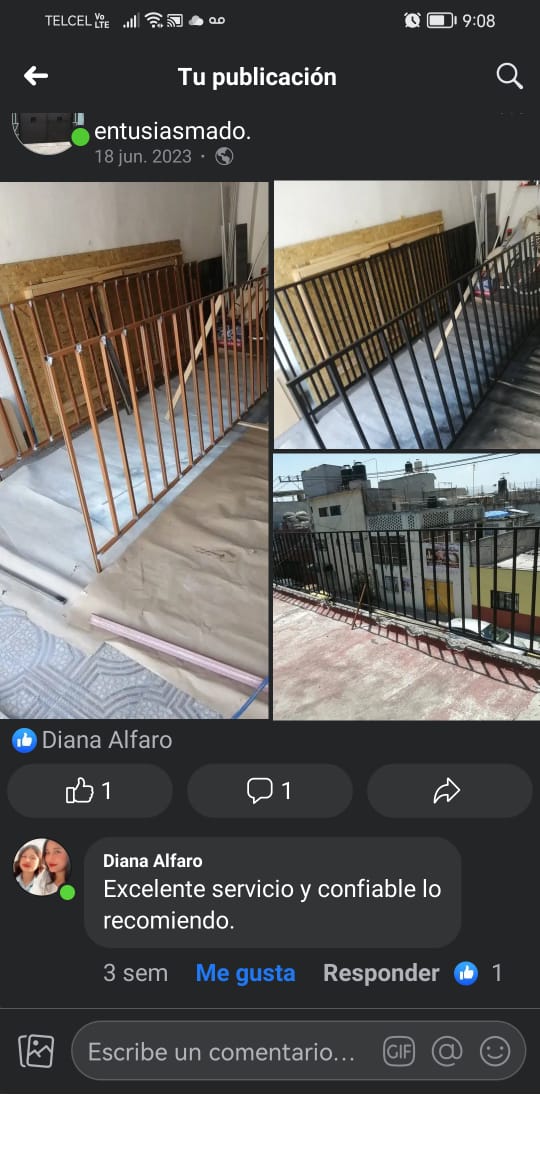 TELCEL Vo LTE 9:08
Tu publicación
entusiasmado.
18 jun. 2023 ·
Diana Alfaro
1 1
Diana Alfaro
Excelente servicio y confiable lo
recomiendo.
3 sem Me gusta Responder 1
Escribe un comentario... GIF @